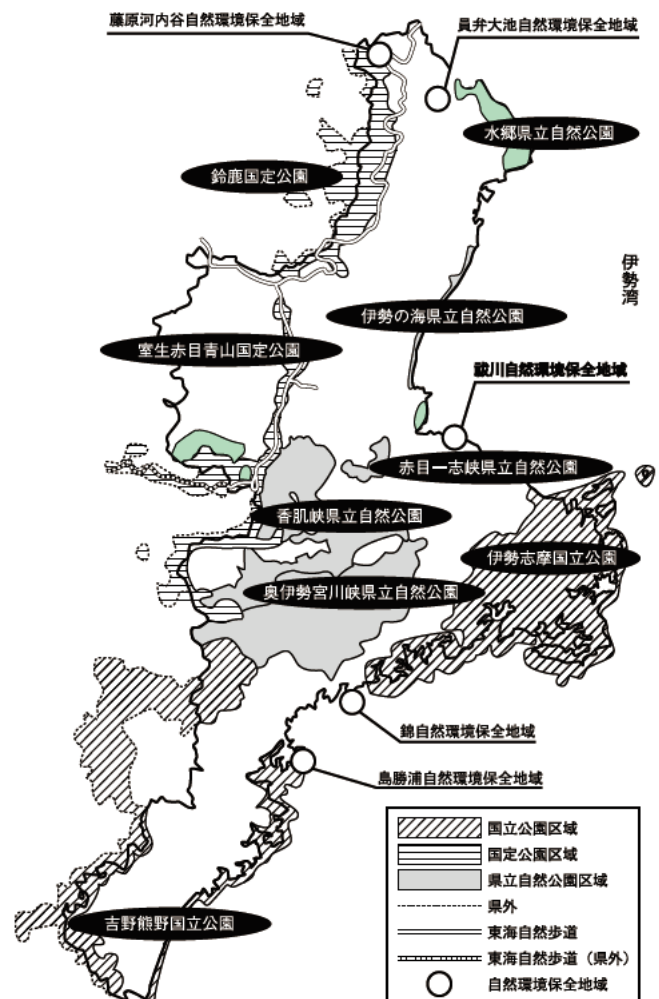 藤原河内谷自然環境保全地域
員弁大池自然環境保全地域
水郷県立自然公園
鈴鹿国定公園
伊勢湾
伊勢の海県立自然公園
室生赤目青山国定公園
祓川自然環境保全地域
赤目一志峡県立自然公園
香肌峡県立自然公園
伊勢志摩国立公園
奥伊勢宮川峡県立自然公園
錦自然環境保全地域
島勝浦自然環境保全地域
吉野熊野国立公園
国立公園区域
国定公園区域
県立自然公園区域
県外
東海自然歩道
東海自然歩道（県外）
自然環境保全地域